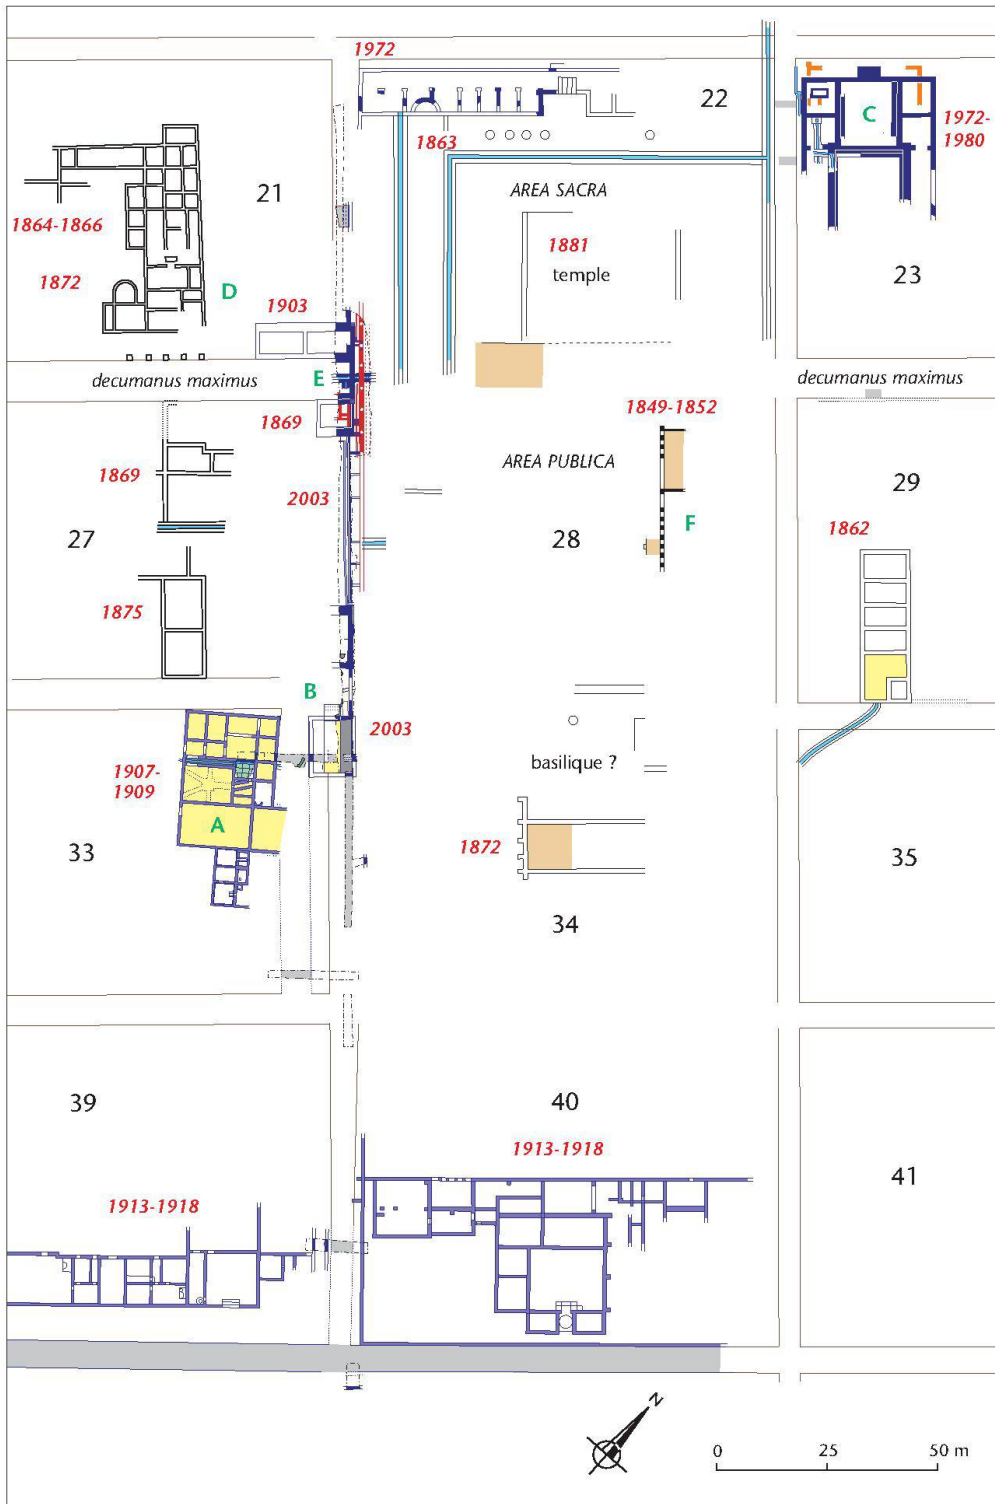 1972
22
C
1972-
1980
1863
21
AREA SACRA
1864-1866
1881
temple
23
1872
D
1903
decumanus maximus
E
decumanus maximus
1869
1849-1852
1869
AREA PUBLICA
29
2003
F
27
28
1862
1875
B
2003
basilique ?
1907-
1909
A
1872
33
35
34
39
40
1913-1918
41
1913-1918
N
0
25
50 m